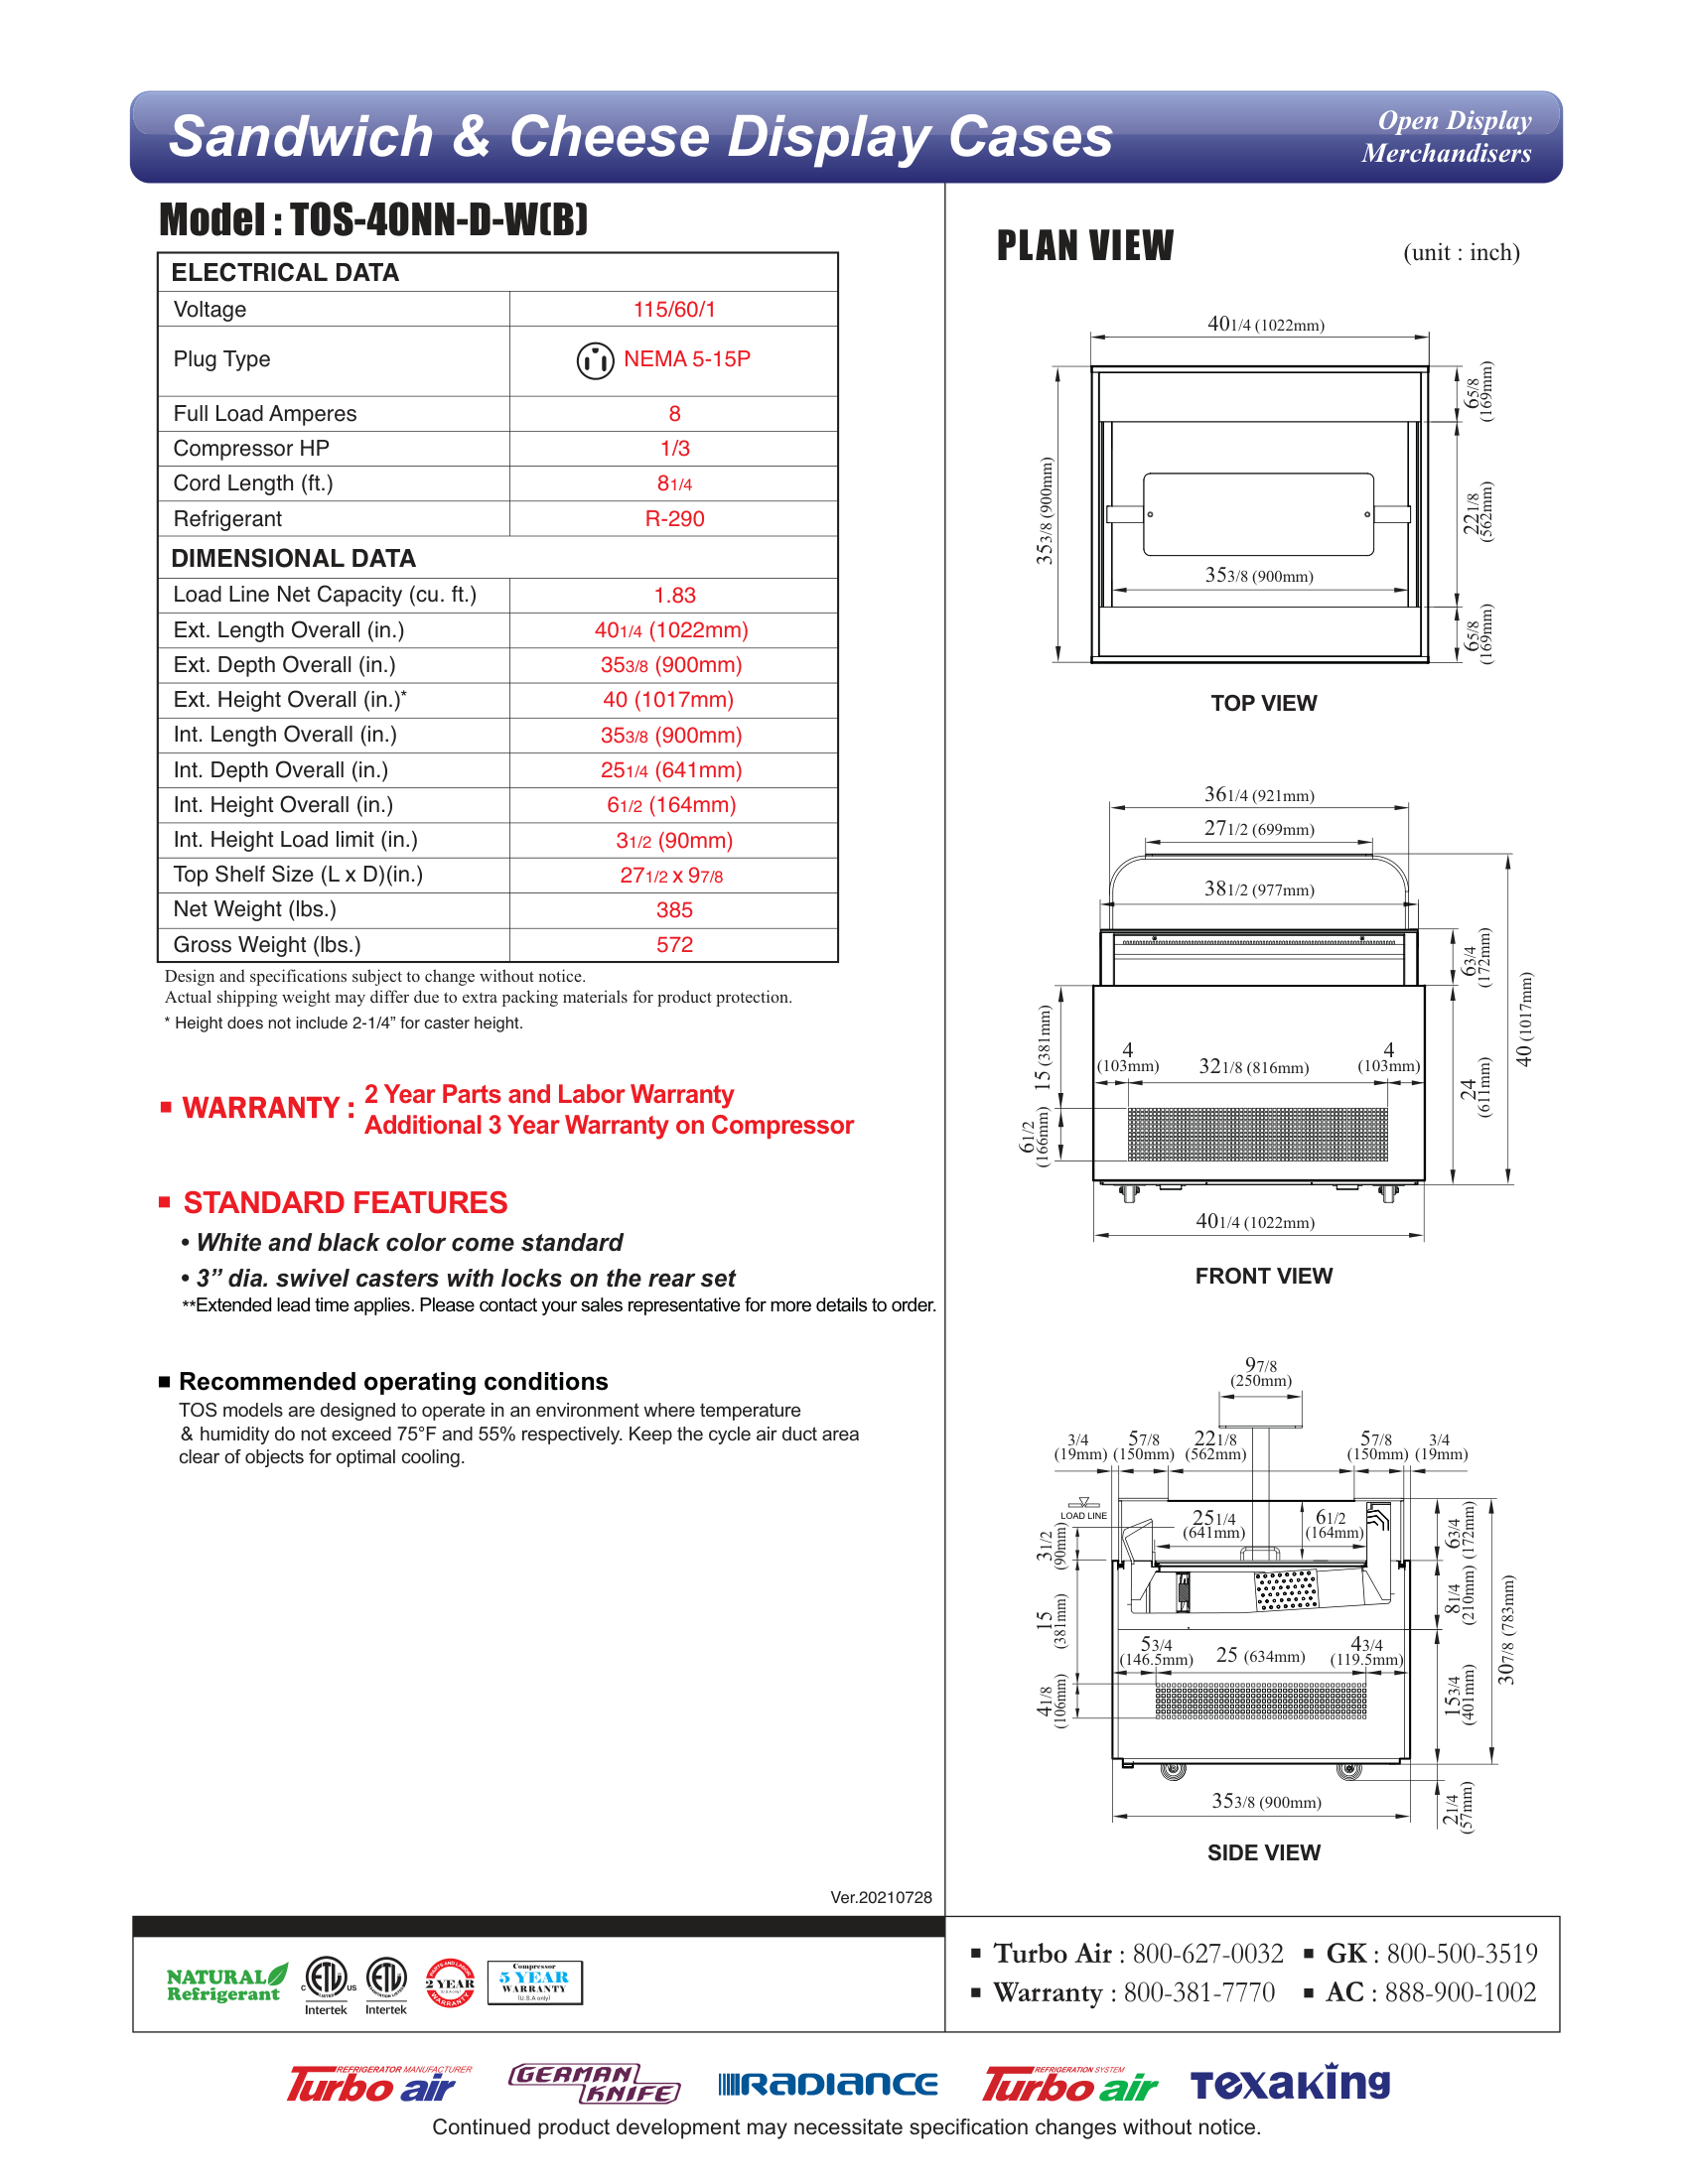 Sandwich & Cheese Display Cases
Open Display
Merchandisers
Model : TOS-40NN-D-W(B)
ELECTRICAL DATA
Voltage 115/60/1
Plug Type NEMA 5-15P
Full Load Amperes 8
Compressor HP 1/3
Cord Length (ft.) 81/4
Refrigerant R-290
DIMENSIONAL DATA
Load Line Net Capacity (cu. ft.) 1.83
Ext. Length Overall (in.) 401/4 (1022mm)
Ext. Depth Overall (in.) 353/8 (900mm)
Ext. Height Overall (in.)* 40 (1017mm)
Int. Length Overall (in.) 353/8 (900mm)
Int. Depth Overall (in.) 251/4 (641mm)
Int. Height Overall (in.) 61/2 (164mm)
Int. Height Load limit (in.) 31/2 (90mm)
Top Shelf Size (L x D)(in.) 271/2 x 97/8
Net Weight (lbs.) 385
Gross Weight (lbs.) 572
Design and specifications subject to change without notice.
Actual shipping weight may differ due to extra packing materials for product protection.
* Height does not include 2-1/4” for caster height.
■ WARRANTY : 2 Year Parts and Labor Warranty
Additional 3 Year Warranty on Compressor
■ STANDARD FEATURES
• White and black color come standard
• 3” dia. swivel casters with locks on the rear set
**Extended lead time applies. Please contact your sales representative for more details to order.
■ Recommended operating conditions
TOS models are designed to operate in an environment where temperature
& humidity do not exceed 75°F and 55% respectively. Keep the cycle air duct area
clear of objects for optimal cooling.
Ver.20210728
PLAN VIEW (unit : inch)
401/4 (1022mm)
353/8 (900mm)
65/8
(169mm)
221/8
(562mm)
65/8
(169mm)
353/8 (900mm)
TOP VIEW
361/4 (921mm)
271/2 (699mm)
381/2 (977mm)
63/4
(172mm)
40 (1017mm)
15 (381mm)
4
(103mm)
321/8 (816mm)
4
(103mm)
24
(611mm)
61/2
(166mm)
401/4 (1022mm)
FRONT VIEW
97/8
(250mm)
3/4
(19mm)
57/8
(150mm)
221/8
(562mm)
57/8
(150mm)
3/4
(19mm)
LOAD LINE
251/4
(641mm)
61/2
(164mm)
31/2
(90mm)
63/4
(172mm)
15
(381mm)
81/4
(210mm)
307/8 (783mm)
53/4
(146.5mm)
25 (634mm)
43/4
(119.5mm)
41/8
(106mm)
153/4
(401mm)
353/8 (900mm)
21/4
(57mm)
SIDE VIEW
NATURAL
Refrigerant
C ETL US
Intertek
ETL
Intertek
2 YEAR
WARRANTY
Compressor
5 YEAR
WARRANTY
(U.S.A only)
■ Turbo Air : 800-627-0032 ■ GK : 800-500-3519
■ Warranty : 800-381-7770 ■ AC : 888-900-1002
REFRIGERATOR MANUFACTURER
Turbo air
GERMAN
KNIFE
RADIANCE
REFRIGERATION SYSTEM
Turbo air
TEXAKING
Continued product development may necessitate specification changes without notice.